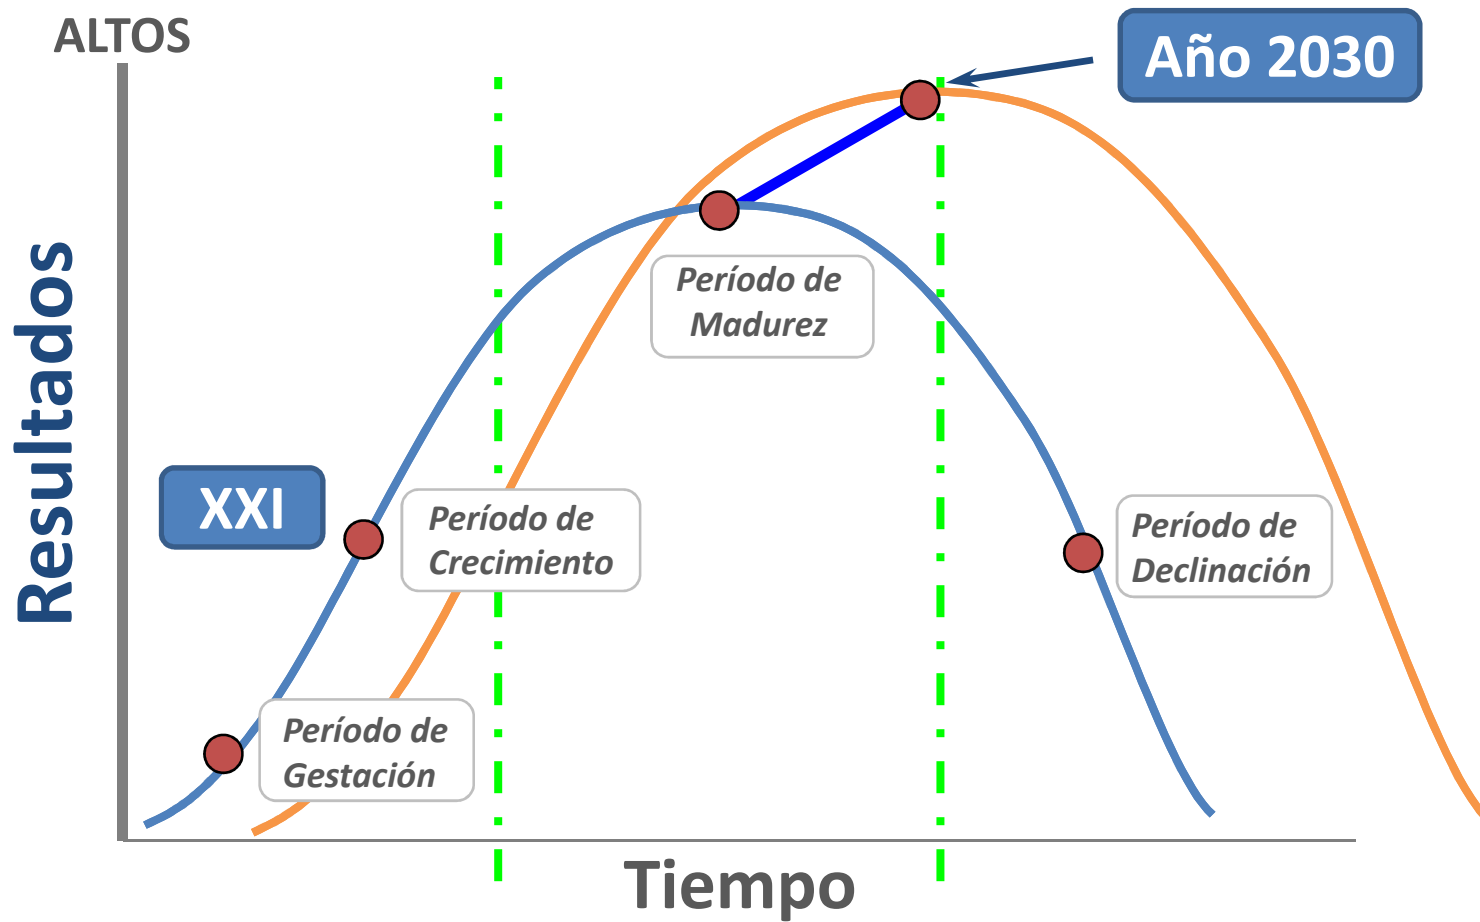 ALTOS
Año 2030
Resultados
Período de
Madurez
XXI
Período de
Crecimiento
Período de
Declinación
Período de
Gestación
Tiempo